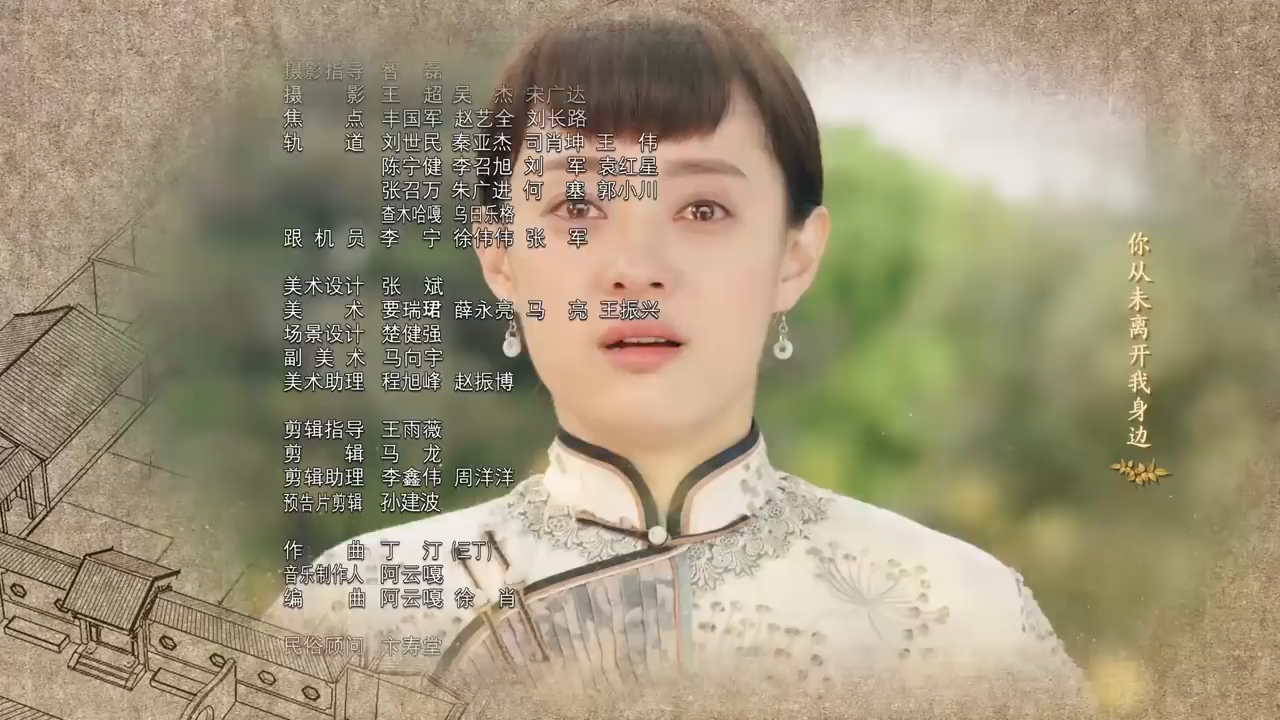 摄影指导 智 磊
摄 影 王 超 吴 杰 宋广达
焦 点 丰国军 赵艺全 刘长路
轨 道 刘世民 秦亚杰 司肖坤 王 伟
陈宁健 李召旭 刘 军 袁红星
张召万 朱广进 何 塞 郭小川
查木哈嘎 乌日乐格
跟 机 员 李 宁 徐伟伟 张 军
美术设计 张 斌
美 术 要瑞珺 薛永亮 马 亮 王振兴
场景设计 楚健强
副 美 术 马向宇
美术助理 程旭峰 赵振博
剪辑指导 王雨薇
剪 辑 马 龙
剪辑助理 李鑫伟 周洋洋
预告片剪辑 孙建波
作 曲 丁 汀(三丁)
音乐制作人 阿云嘎
编 曲 阿云嘎 徐 肖
民俗顾问 卞寿堂
你从未离开我身边